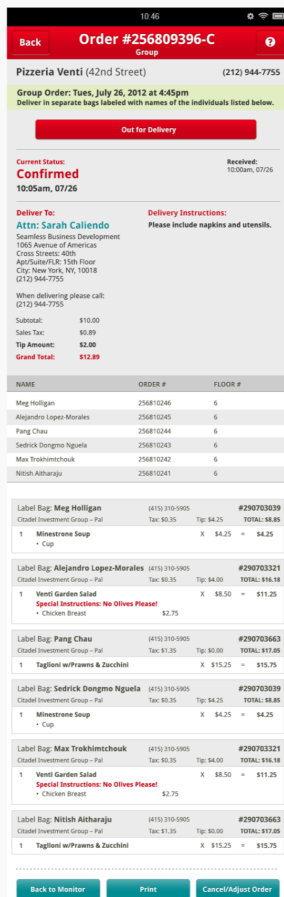 10:46
Back
Order #256809396-C
Group
?
Pizzeria Venti (42nd Street) (212) 944-7755
Group Order: Tues, July 26, 2012 at 4:45pm
Deliver in separate bags labeled with names of the individuals listed below.
Out for Delivery
Current Status: Received:
Confirmed 10:00am, 07/26
10:05am, 07/26
Deliver To: Delivery Instructions:
Attn: Sarah Caliendo Please include napkins and utensils.
Seamless Business Development
1065 Avenue of Americas
Cross Streets: 40th
Apt/Suite/FLR: 15th Floor
City: New York, NY, 10018
(212) 944-7755
When delivering please call:
(212) 944-7755
Subtotal: $10.00
Sales Tax: $0.89
Tip Amount: $2.00
Grand Total: $12.89
NAME ORDER # FLOOR #
Meg Holligan 256810246 6
Alejandro Lopez-Morales 256810245 6
Pang Chau 256810244 6
Sedrick Dongmo Nguela 256810243 6
Max Trokhimtchouk 256810242 6
Nitish Aitharaju 256810241 6
Label Bag: Meg Holligan (415) 310-5905 #290703039
Citadel Investment Group – Pal Tax: $0.35 Tip: $4.25 TOTAL: $8.85
1 Minestrone Soup X $4.25 = $4.25
• Cup
Label Bag: Alejandro Lopez-Morales (415) 310-5905 #290703321
Citadel Investment Group – Pal Tax: $0.35 Tip: $4.00 TOTAL: $16.18
1 Venti Garden Salad X $8.50 = $11.25
Special Instructions: No Olives Please!
• Chicken Breast $2.75
Label Bag: Pang Chau (415) 310-5905 #290703663
Citadel Investment Group – Pal Tax: $1.35 Tip: $0.00 TOTAL: $17.05
1 Taglioni w/Prawns & Zucchini X $15.25 = $15.75
Label Bag: Sedrick Dongmo Nguela (415) 310-5905 #290703039
Citadel Investment Group – Pal Tax: $0.35 Tip: $4.25 TOTAL: $8.85
1 Minestrone Soup X $4.25 = $4.25
• Cup
Label Bag: Max Trokhimtchouk (415) 310-5905 #290703321
Citadel Investment Group – Pal Tax: $0.35 Tip: $4.00 TOTAL: $16.18
1 Venti Garden Salad X $8.50 = $11.25
Special Instructions: No Olives Please!
• Chicken Breast $2.75
Label Bag: Nitish Aitharaju (415) 310-5905 #290703663
Citadel Investment Group – Pal Tax: $1.35 Tip: $0.00 TOTAL: $17.05
1 Taglioni w/Prawns & Zucchini X $15.25 = $15.75
Back to Monitor
Print
Cancel/Adjust Order